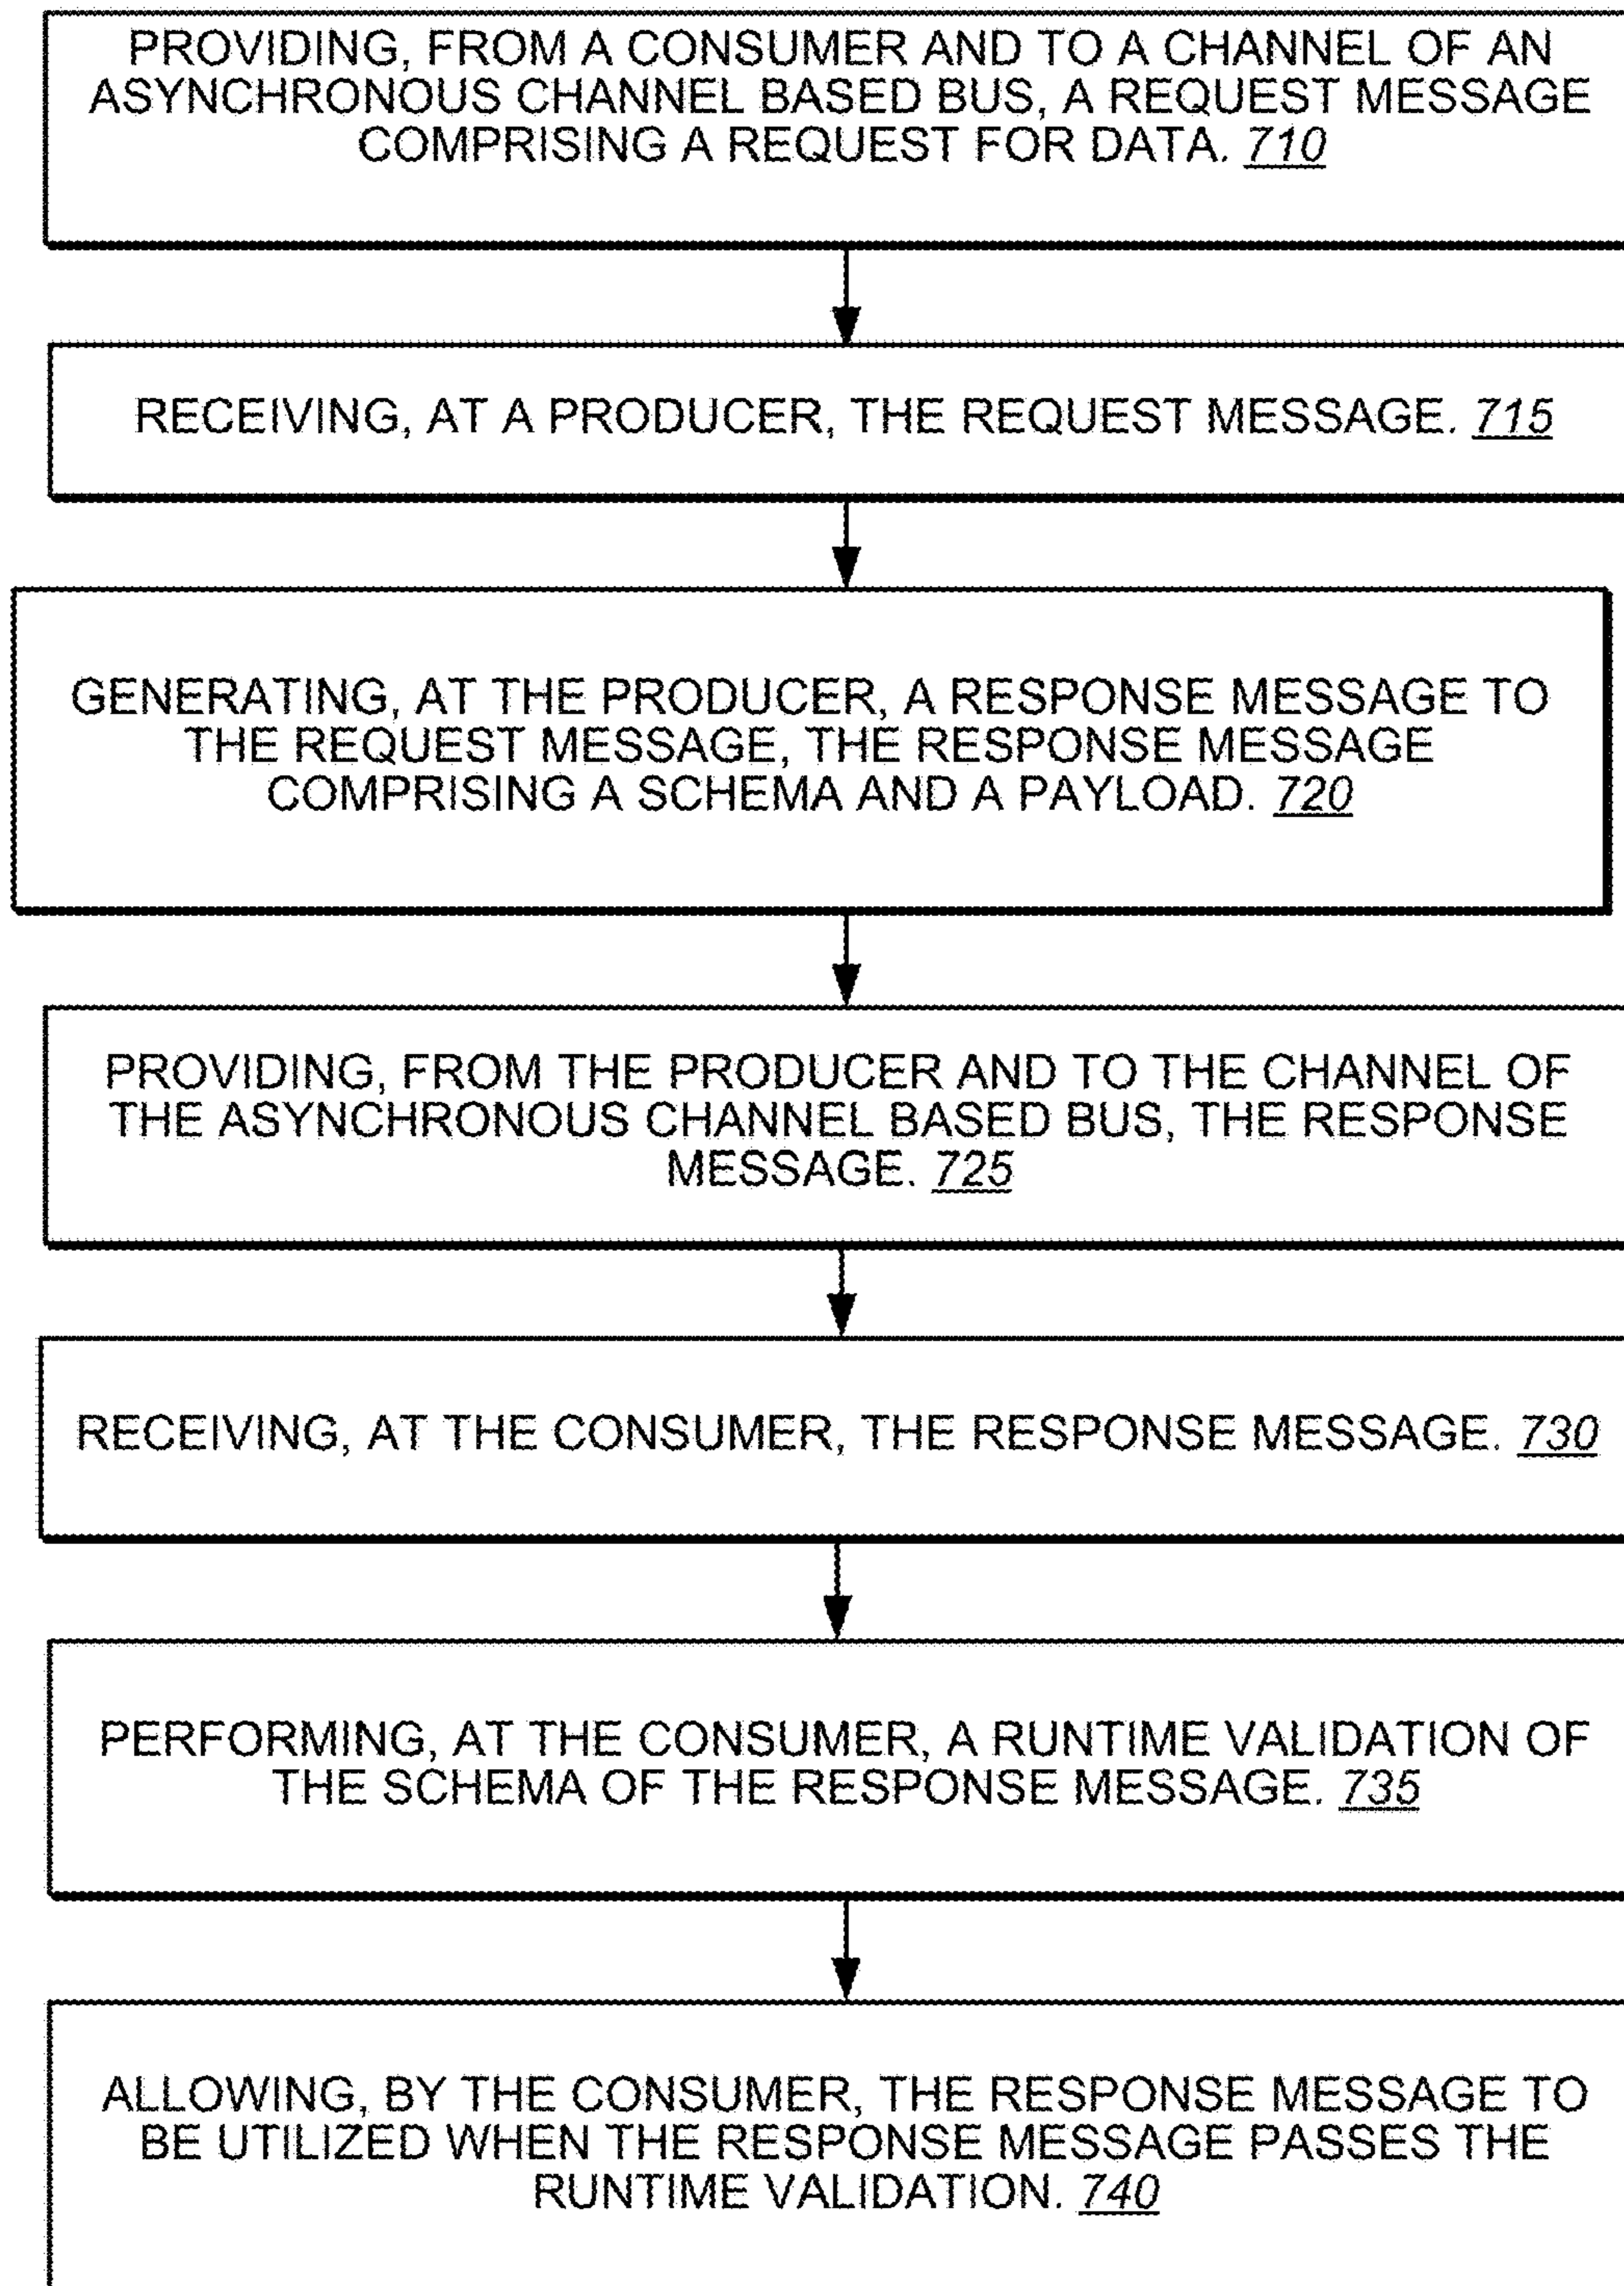 PROVIDING, FROM A CONSUMER AND TO A CHANNEL OF AN
ASYNCHRONOUS CHANNEL BASED BUS, A REQUEST MESSAGE
COMPRISING A REQUEST FOR DATA. 710
RECEIVING, AT A PRODUCER, THE REQUEST MESSAGE. 715
GENERATING, AT THE PRODUCER, A RESPONSE MESSAGE TO
THE REQUEST MESSAGE, THE RESPONSE MESSAGE
COMPRISING A SCHEMA AND A PAYLOAD. 720
PROVIDING, FROM THE PRODUCER AND TO THE CHANNEL OF
THE ASYNCHRONOUS CHANNEL BASED BUS, THE RESPONSE
MESSAGE. 725
RECEIVING, AT THE CONSUMER, THE RESPONSE MESSAGE. 730
PERFORMING, AT THE CONSUMER, A RUNTIME VALIDATION OF
THE SCHEMA OF THE RESPONSE MESSAGE. 735
ALLOWING, BY THE CONSUMER, THE RESPONSE MESSAGE TO
BE UTILIZED WHEN THE RESPONSE MESSAGE PASSES THE
RUNTIME VALIDATION. 740